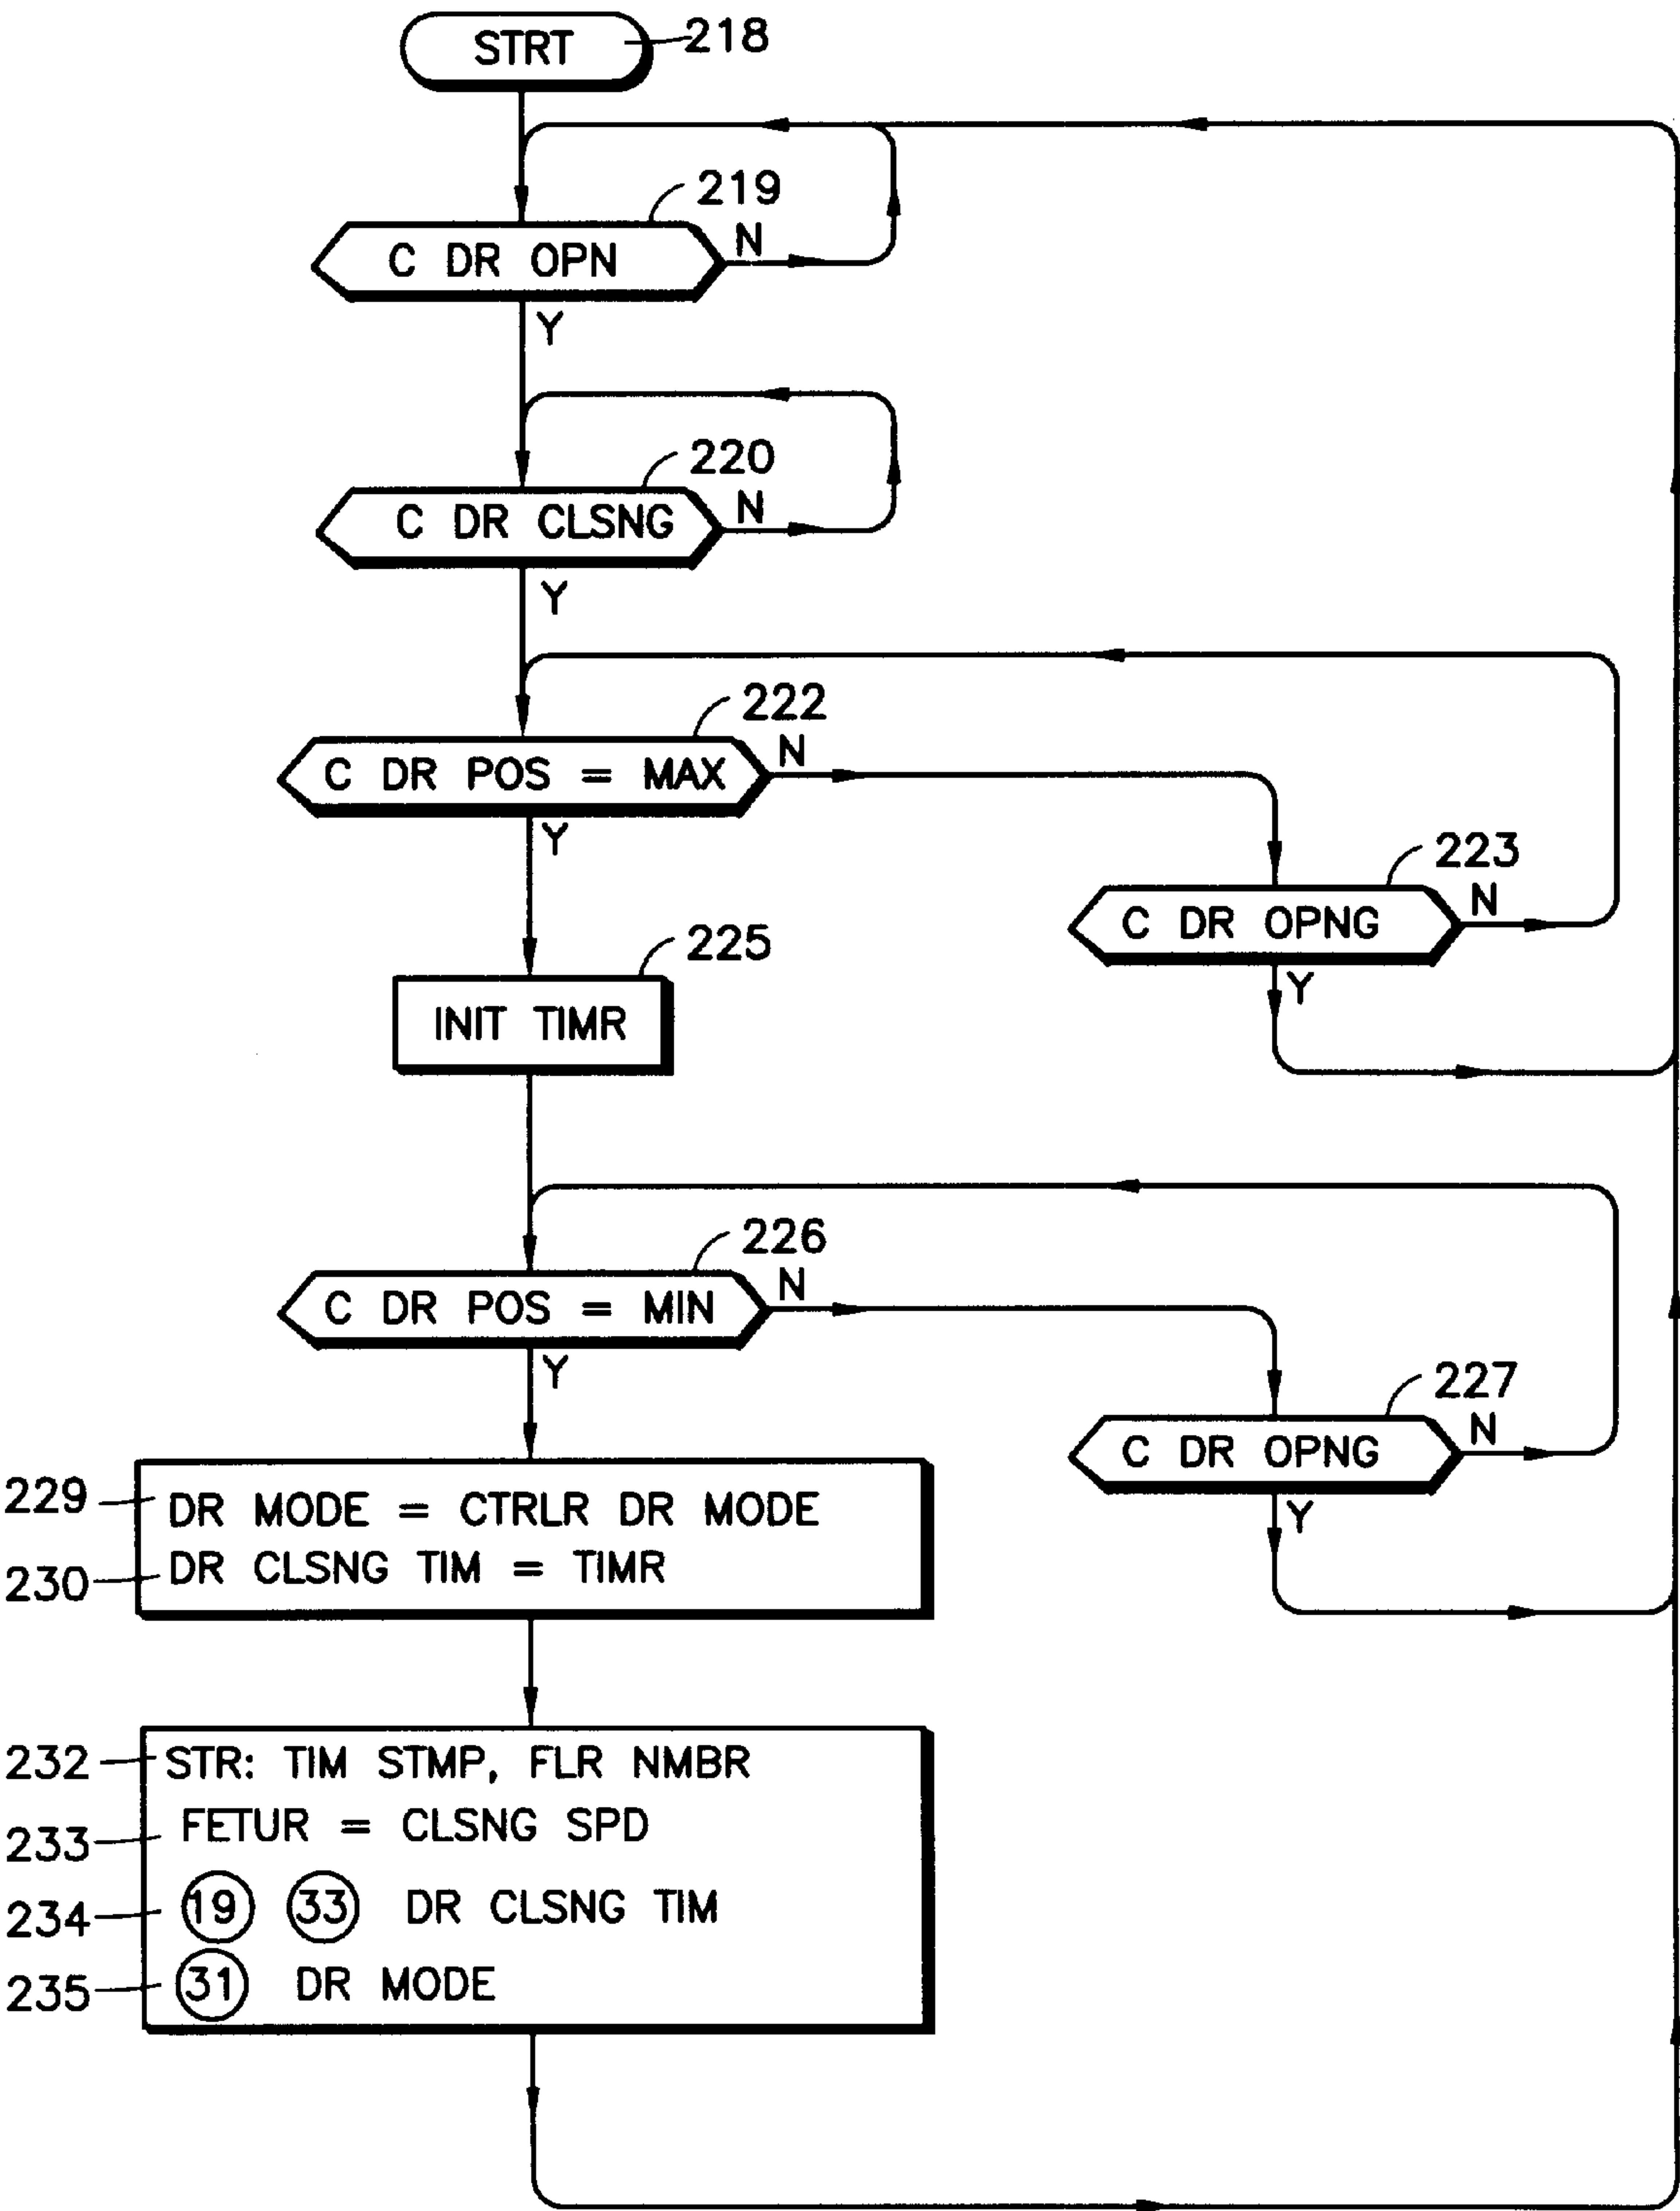 STRT 218
219
C DR OPN N
Y
220
C DR CLSNG N
Y
222
C DR POS = MAX N
Y
223
C DR OPNG N
Y
225
INIT TIMR
226
C DR POS = MIN N
Y
227
C DR OPNG N
Y
229 DR MODE = CTRLR DR MODE
230 DR CLSNG TIM = TIMR
232 STR: TIM STMP, FLR NMBR
233 FETUR = CLSNG SPD
234 19 33 DR CLSNG TIM
235 31 DR MODE